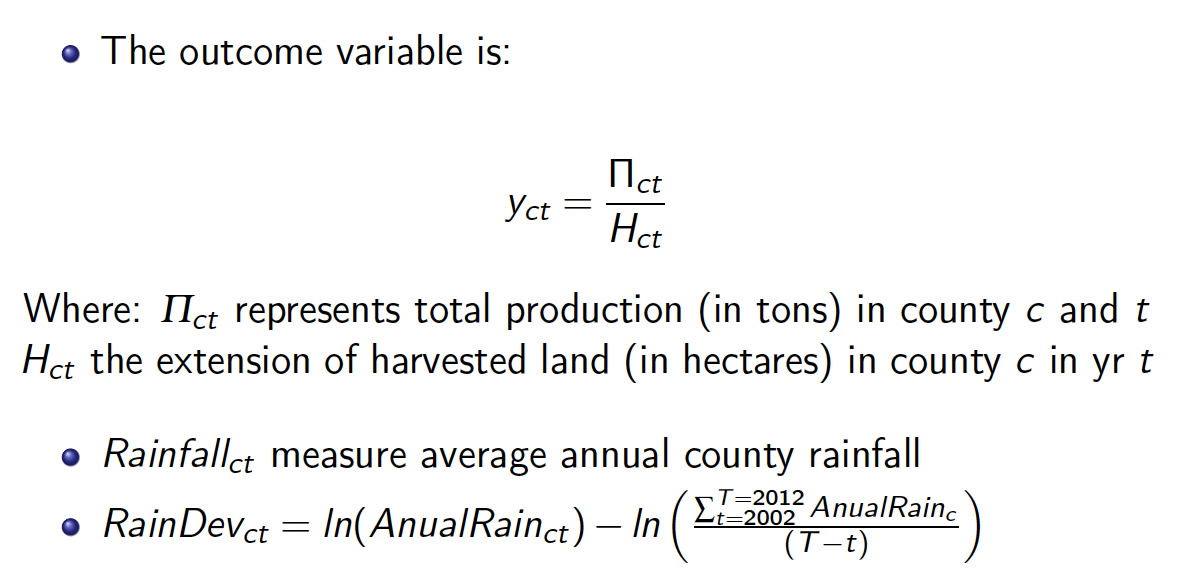 The outcome variable is:
y_ct = Π_ct / H_ct
Where: Π_ct represents total production (in tons) in county c and t
H_ct the extension of harvested land (in hectares) in county c in yr t
Rainfall_ct measure average annual county rainfall
RainDev_ct = ln(AnualRain_ct) − ln(∑_{t=2002}^{T=2012} AnualRain_c / (T−t))